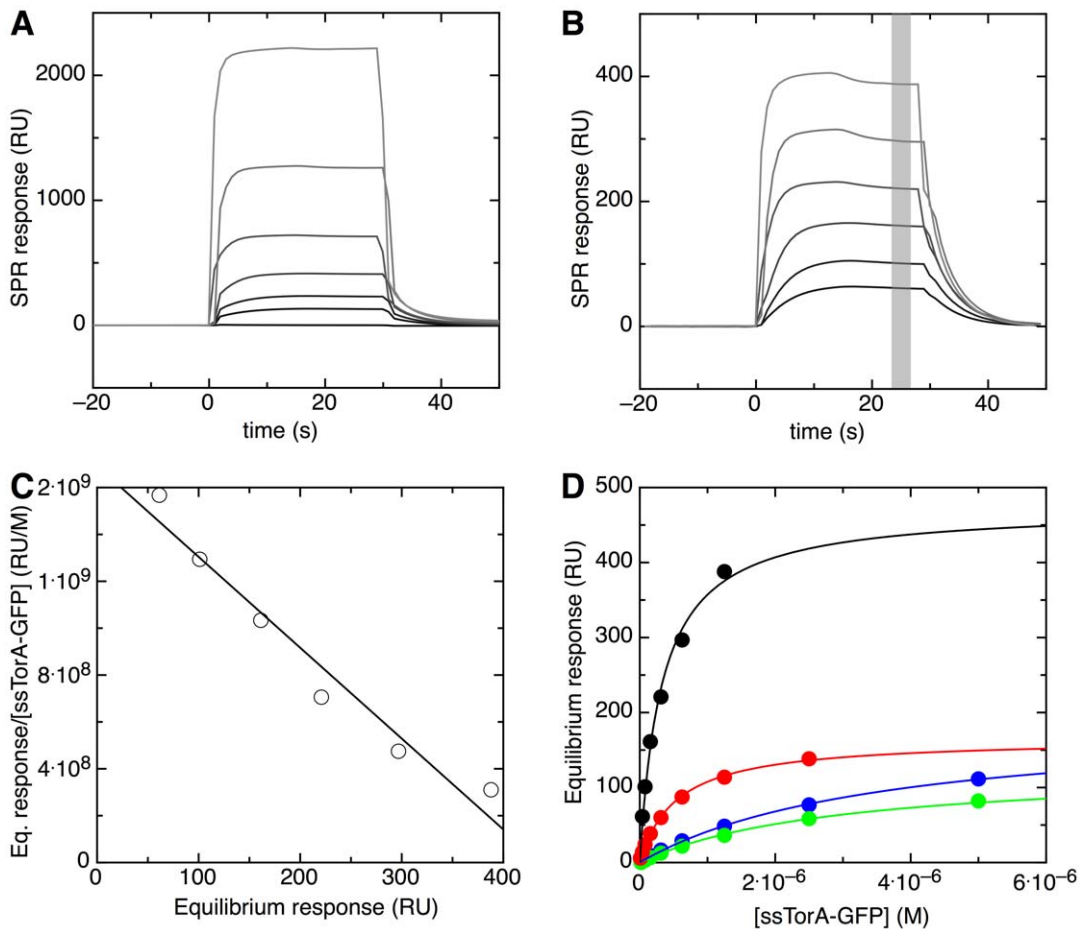 A
SPR response (RU)
2000
1000
0
−20
0
20
40
time (s)
B
SPR response (RU)
400
200
0
−20
0
20
40
time (s)
C
Eq. response/[ssTorA-GFP] (RU/M)
2·10⁹
1·10⁹
8·10⁸
4·10⁸
0
0
100
200
300
400
Equilibrium response (RU)
D
Equilibrium response (RU)
500
400
300
200
100
0
0
2·10⁻⁶
4·10⁻⁶
6·10⁻⁶
[ssTorA-GFP] (M)